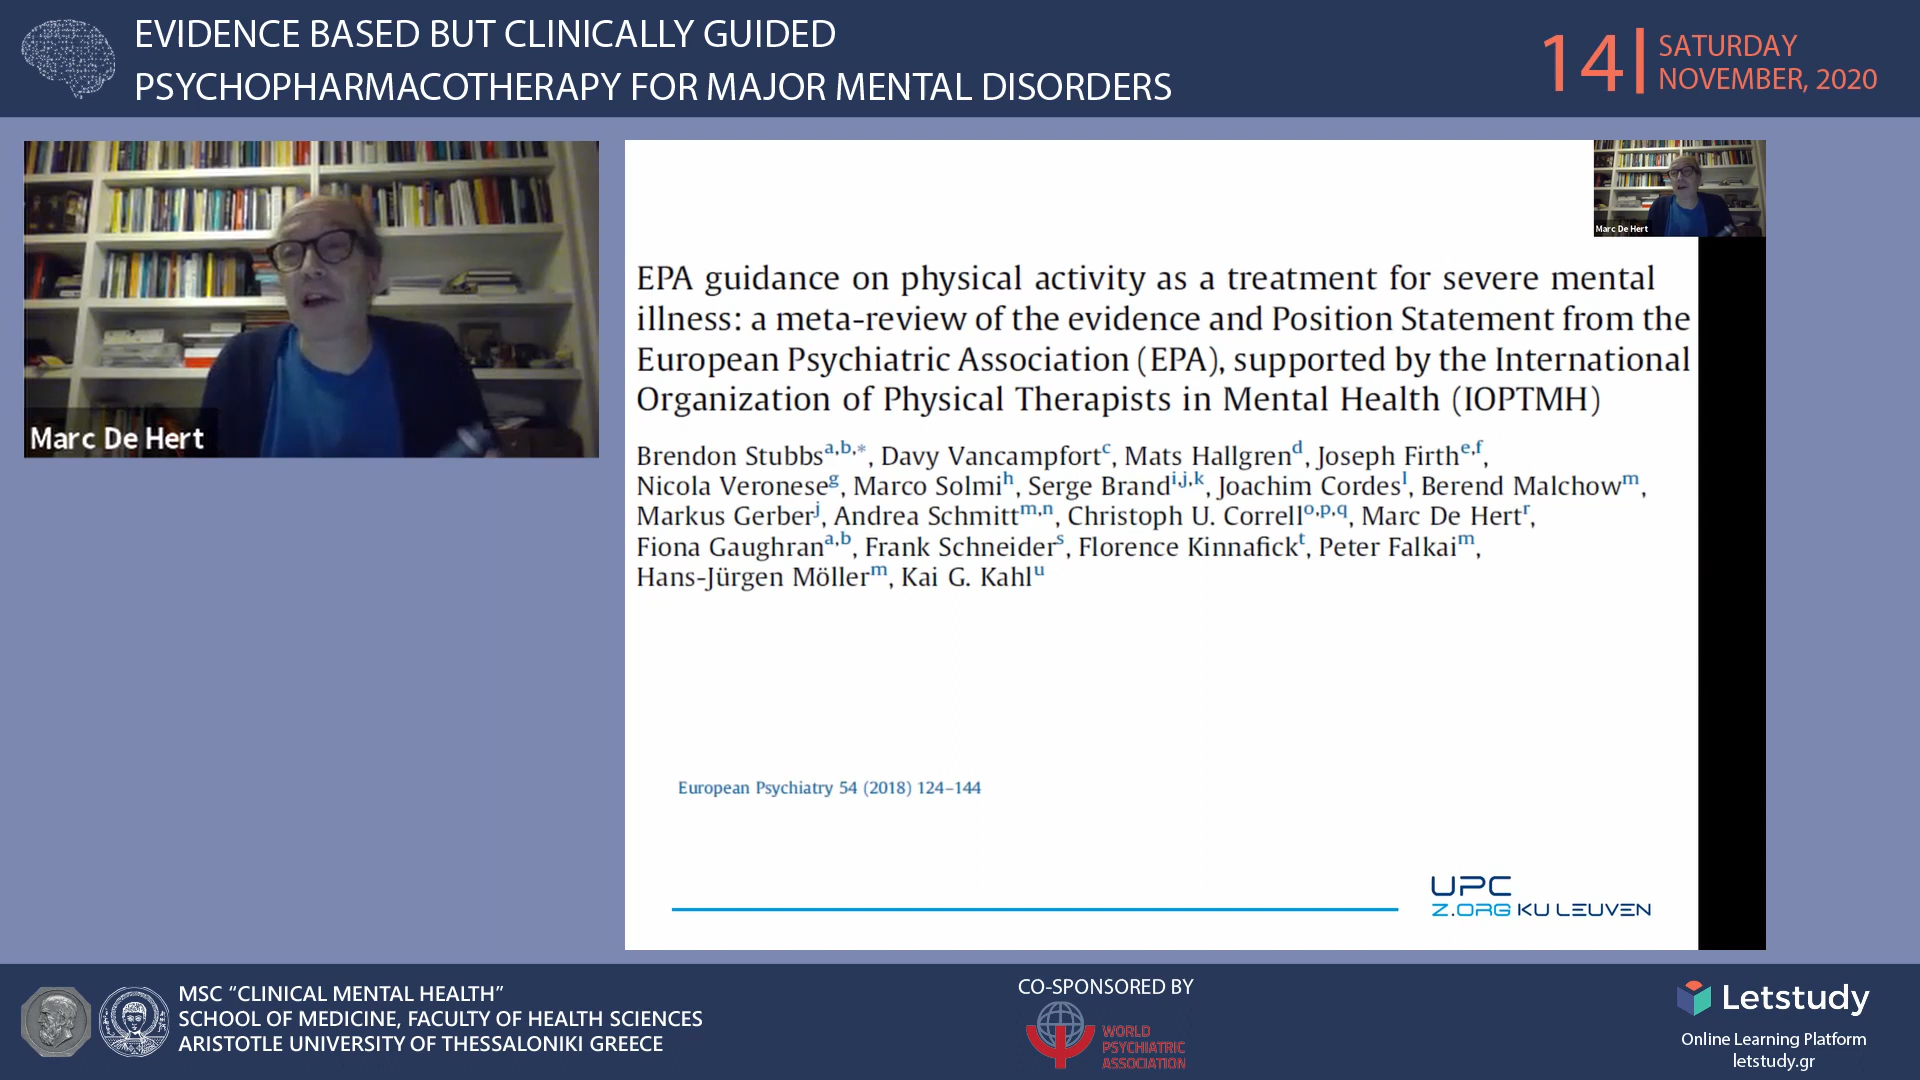 EVIDENCE BASED BUT CLINICALLY GUIDED
PSYCHOPHARMACOTHERAPY FOR MAJOR MENTAL DISORDERS
14
SATURDAY
NOVEMBER, 2020
Marc De Hert
Marc De Hert
EPA guidance on physical activity as a treatment for severe mental
illness: a meta-review of the evidence and Position Statement from the
European Psychiatric Association (EPA), supported by the International
Organization of Physical Therapists in Mental Health (IOPTMH)
Brendon Stubbsa,b,*, Davy Vancampfortc, Mats Hallgrend, Joseph Firthe,f,
Nicola Veroneseg, Marco Solmih, Serge Brandi,j,k, Joachim Cordesl, Berend Malchowm,
Markus Gerberj, Andrea Schmittm,n, Christoph U. Corrello,p,q, Marc De Hertr,
Fiona Gaughrana,b, Frank Schneiders, Florence Kinnafickt, Peter Falkaim,
Hans-Jürgen Möllerm, Kai G. Kahlu
European Psychiatry 54 (2018) 124–144
UPC
Z.ORG KU LEUVEN
MSC “CLINICAL MENTAL HEALTH”
SCHOOL OF MEDICINE, FACULTY OF HEALTH SCIENCES
ARISTOTLE UNIVERSITY OF THESSALONIKI GREECE
CO-SPONSORED BY
WORLD
PSYCHIATRIC
ASSOCIATION
Letstudy
Online Learning Platform
letstudy.gr